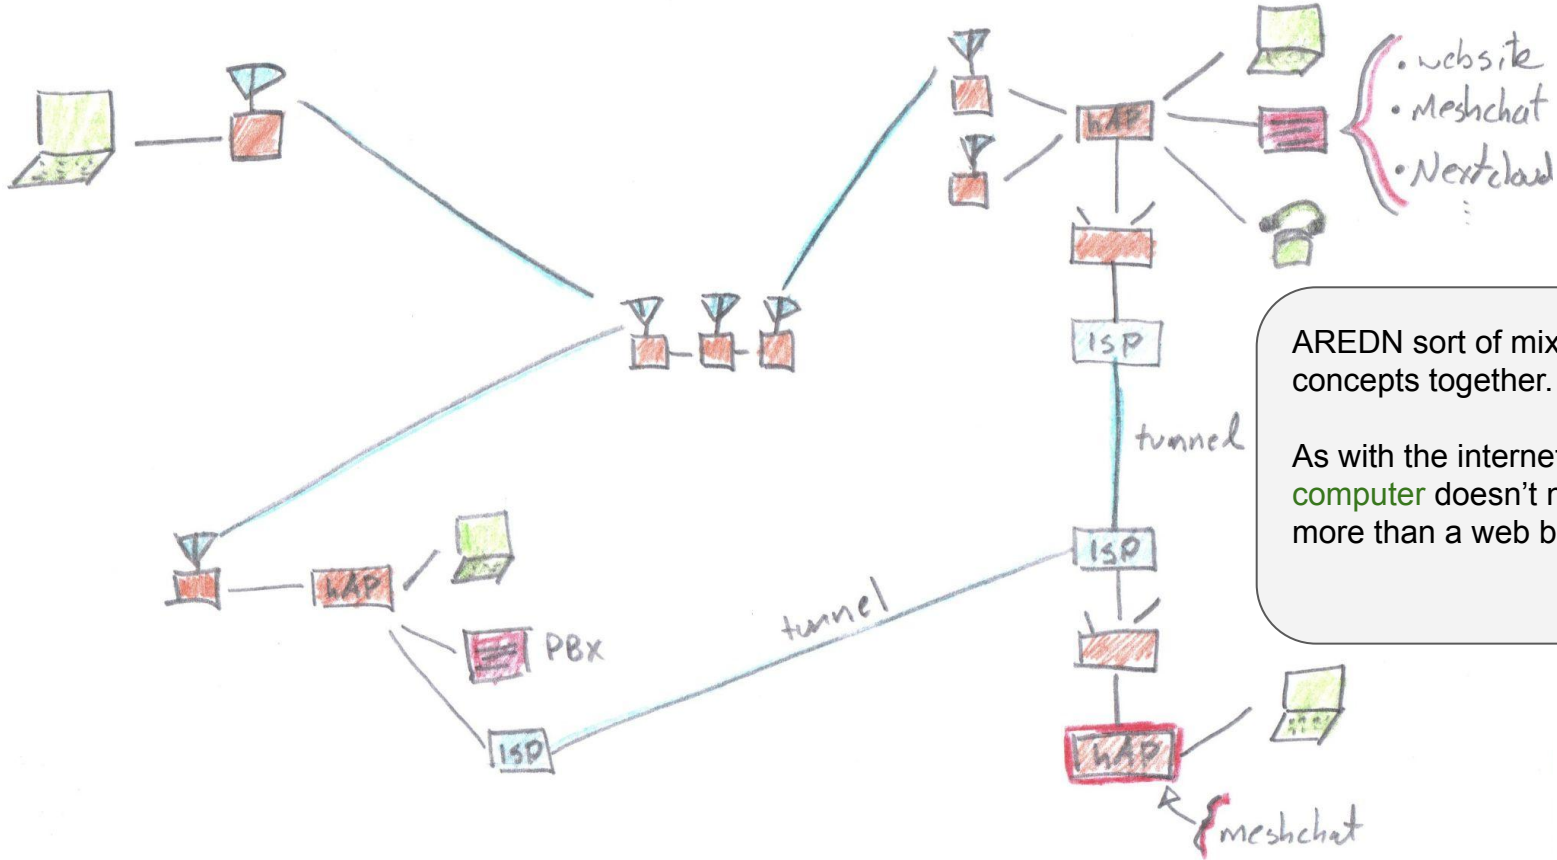 • website
• Meshchat
• Nextcloud
hAP
ISP
AREDN sort of mix
concepts together.
tunnel
As with the internet
computer doesn’t
more than a web b
ISP
hAP
tunnel
PBX
ISP
hAP
meshchat